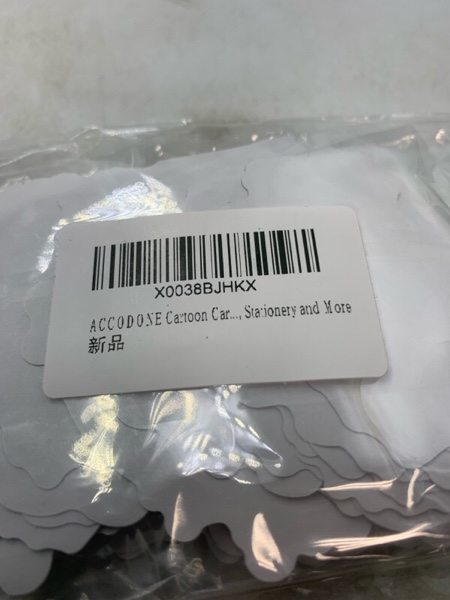 X0038BJHKX
ACCODONE Cartoon Car..., Stationery and More
新品